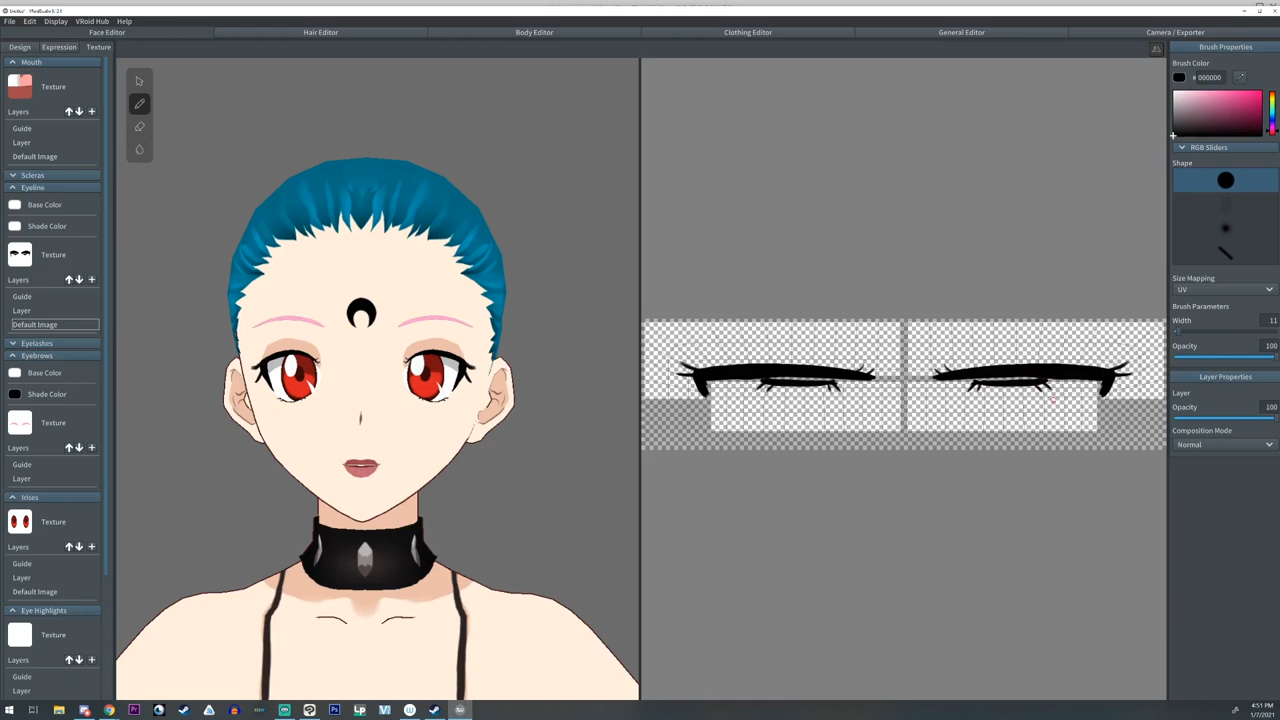 File Edit Display VRoid Hub Help
Face Editor Hair Editor Body Editor Clothing Editor General Editor Camera / Exporter
Design Expression Texture
Mouth
Texture
Layers
Guide
Layer
Default Image
Scleras
Eyeline
Base Color
Shade Color
Texture
Layers
Guide
Layer
Default Image
Eyelashes
Eyebrows
Base Color
Shade Color
Texture
Layers
Guide
Layer
Irises
Texture
Layers
Guide
Layer
Default Image
Eye Highlights
Texture
Layers
Guide
Layer
Brush Properties
Brush Color
000000
RGB Sliders
Shape
Size Mapping
UV
Brush Parameters
Width 11
Opacity 100
Layer Properties
Layer
Opacity 100
Composition Mode
Normal
4:51 PM
1/7/2021